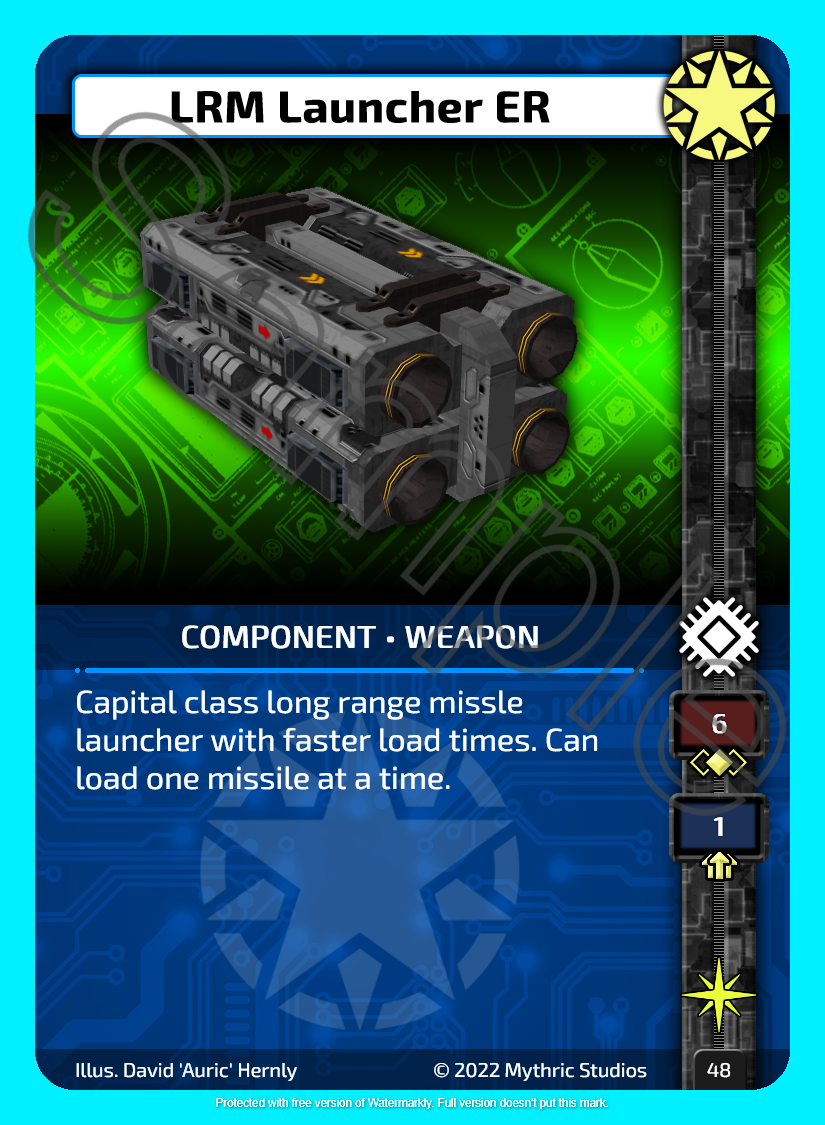 LRM Launcher ER
COMPONENT • WEAPON
Capital class long range missle
launcher with faster load times. Can
load one missile at a time.
6
1
Illus. David 'Auric' Hernly
© 2022 Mythric Studios
48
Sample
Protected with free version of Watermarkly. Full version doesn't put this mark.